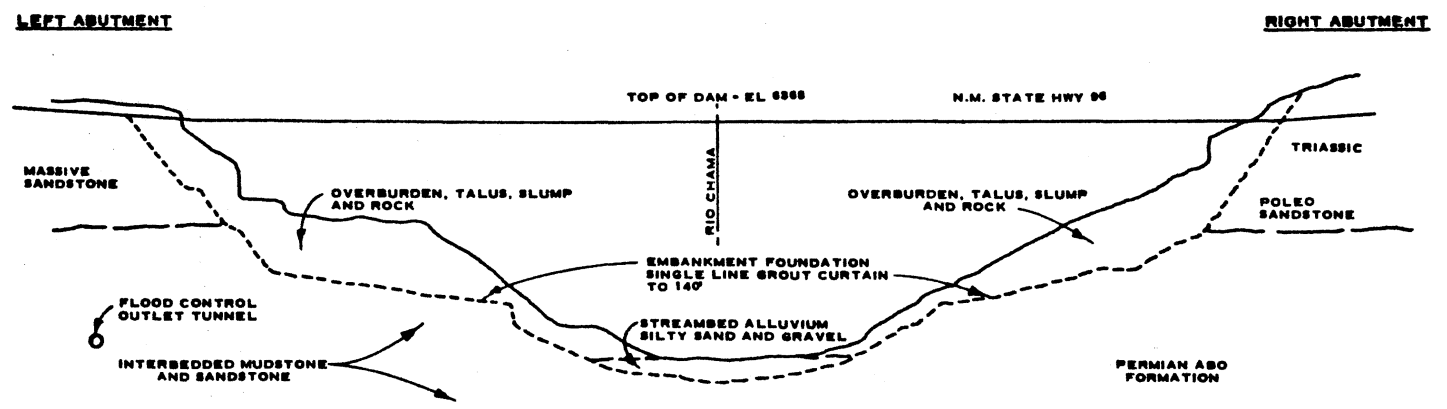 LEFT ABUTMENT
RIGHT ABUTMENT
TOP OF DAM - EL 6368
N.M. STATE HWY 96
MASSIVE
SANDSTONE
OVERBURDEN, TALUS, SLUMP
AND ROCK
RIO CHAMA
OVERBURDEN, TALUS, SLUMP
AND ROCK
TRIASSIC
POLEO
SANDSTONE
EMBANKMENT FOUNDATION
SINGLE LINE GROUT CURTAIN
TO 140'
FLOOD CONTROL
OUTLET TUNNEL
STREAMBED ALLUVIUM
SILTY SAND AND GRAVEL
INTERBEDDED MUDSTONE
AND SANDSTONE
PERMIAN ABO
FORMATION